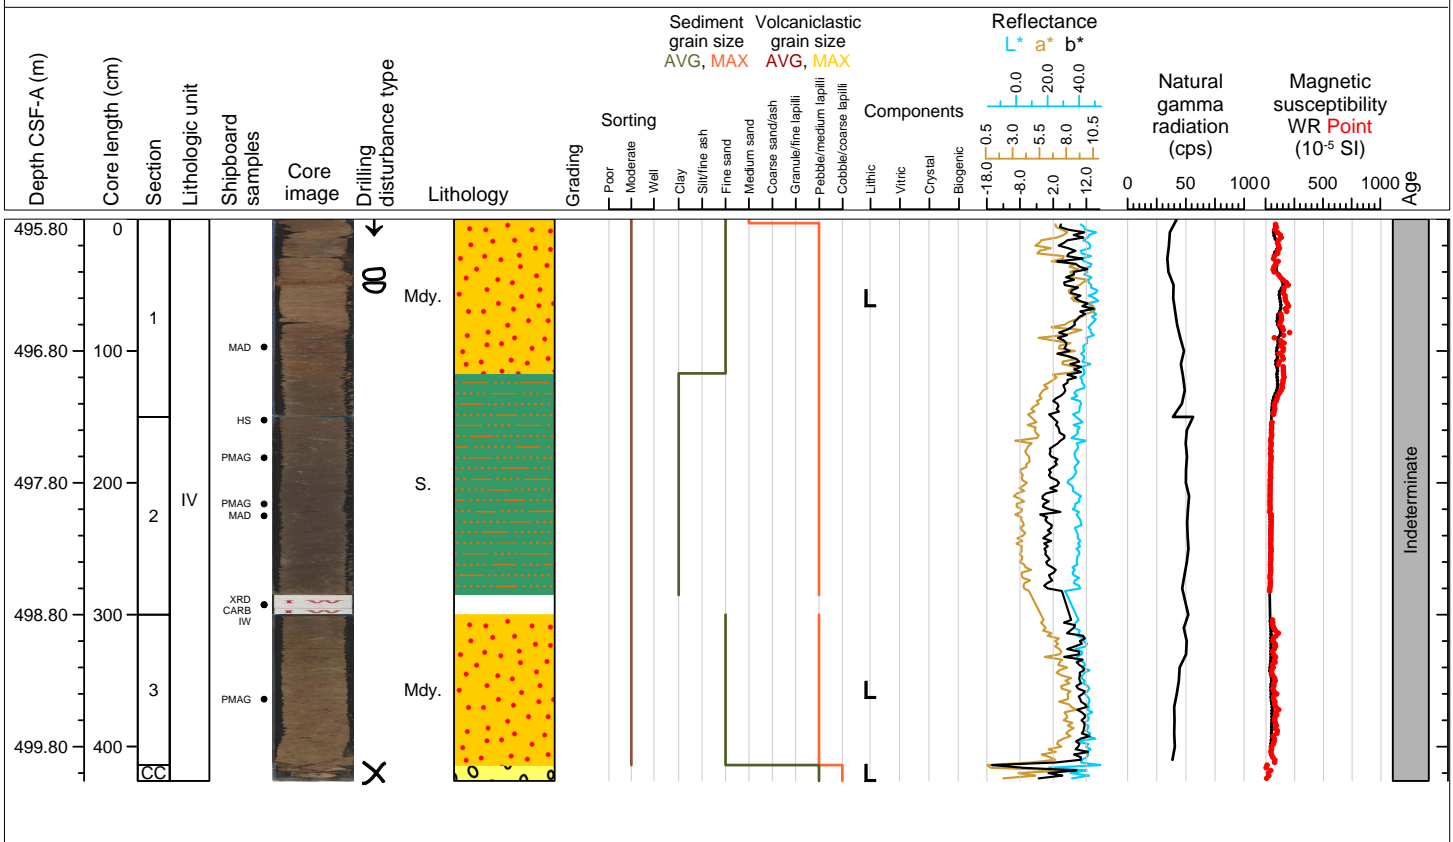 Depth CSF-A (m)
Core length (cm)
Section
Lithologic unit
Shipboard
samples
Core
image
Drilling
disturbance type
Lithology
Grading
Sorting
Poor
Moderate
Well
Sediment
grain size
AVG, MAX
Volcaniclastic
grain size
AVG, MAX
Clay
Silt/fine ash
Fine sand
Medium sand
Coarse sand/ash
Granule/fine lapilli
Pebble/medium lapilli
Cobble/coarse lapilli
Components
Lithic
Vitric
Crystal
Biogenic
Reflectance
L* a* b*
0.0 20.0 40.0
0.5 3.0 5.5 8.0 10.5
-18.0 -8.0 2.0 12.0
Natural
gamma
radiation
(cps)
0 50 100
Magnetic
susceptibility
WR Point
(10-5 SI)
0 500 1000
Age
495.80 0
Mdy.
L
1
MAD
496.80 100
HS
PMAG
497.80 200
S.
IV
PMAG
2
MAD
Indeterminate
XRD
CARB
IW
I W
I W
498.80 300
3
PMAG
Mdy.
L
499.80 400
CC
L